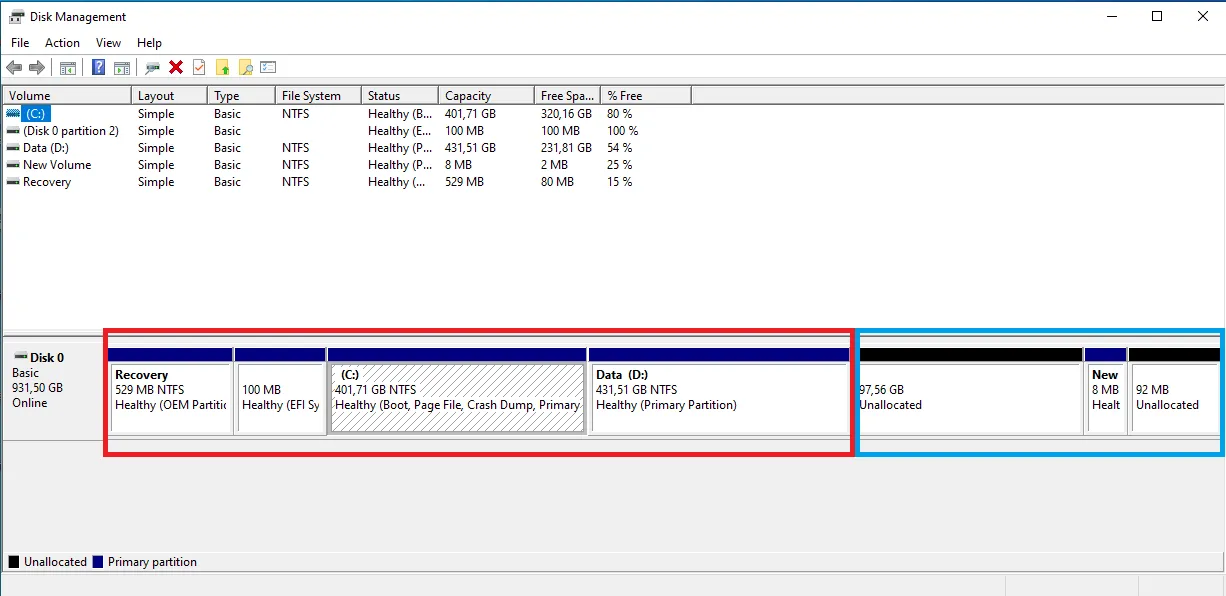 Disk Management
File Action View Help
Volume Layout Type File System Status Capacity Free Spa... % Free
(C:) Simple Basic NTFS Healthy (B... 401,71 GB 320,16 GB 80 %
(Disk 0 partition 2) Simple Basic Healthy (E... 100 MB 100 MB 100 %
Data (D:) Simple Basic NTFS Healthy (P... 431,51 GB 231,81 GB 54 %
New Volume Simple Basic NTFS Healthy (P... 8 MB 2 MB 25 %
Recovery Simple Basic NTFS Healthy (... 529 MB 80 MB 15 %
Disk 0
Basic
931,50 GB
Online
Recovery
529 MB NTFS
Healthy (OEM Partitic
100 MB
Healthy (EFI Sy
(C:)
401,71 GB NTFS
Healthy (Boot, Page File, Crash Dump, Primary
Data (D:)
431,51 GB NTFS
Healthy (Primary Partition)
97,56 GB
Unallocated
New
8 MB
Healt
92 MB
Unallocated
Unallocated Primary partition